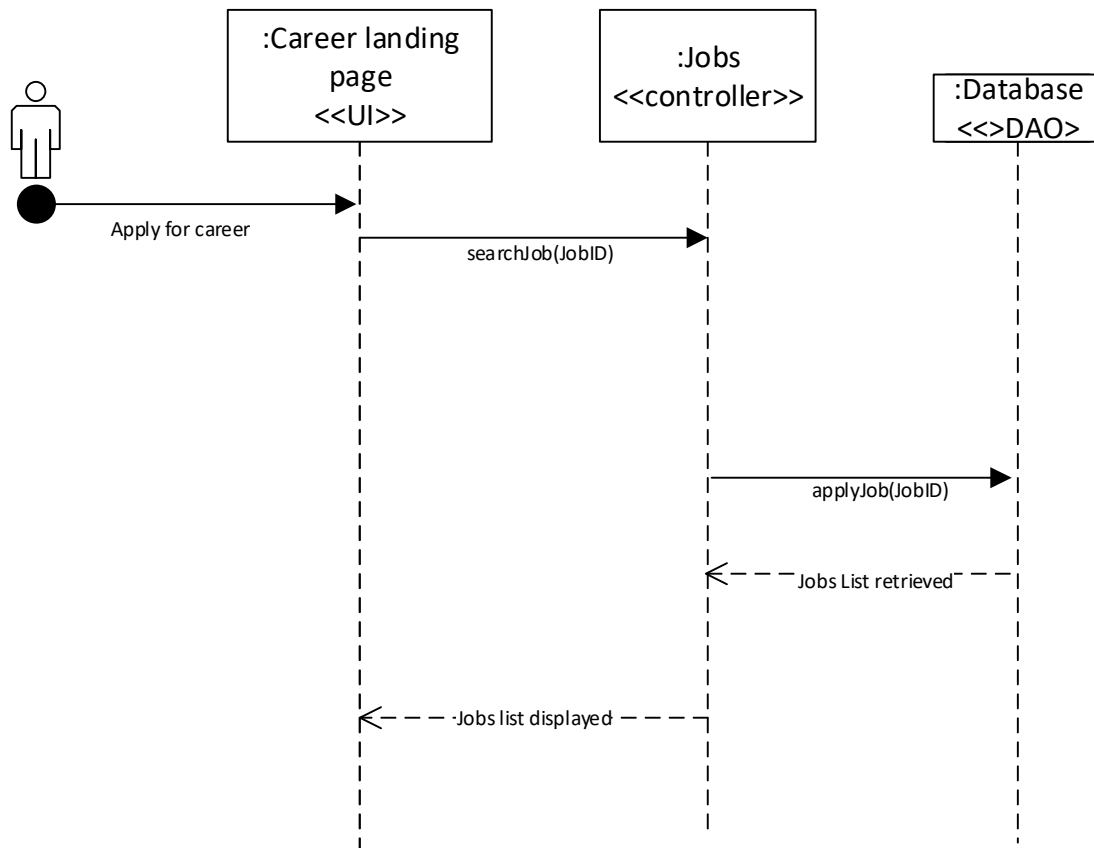 :Career landing
page
<<UI>>
:Jobs
<<controller>>
:Database
<<>DAO>
Apply for career
searchJob(JobID)
applyJob(JobID)
Jobs List retrieved
Jobs list displayed